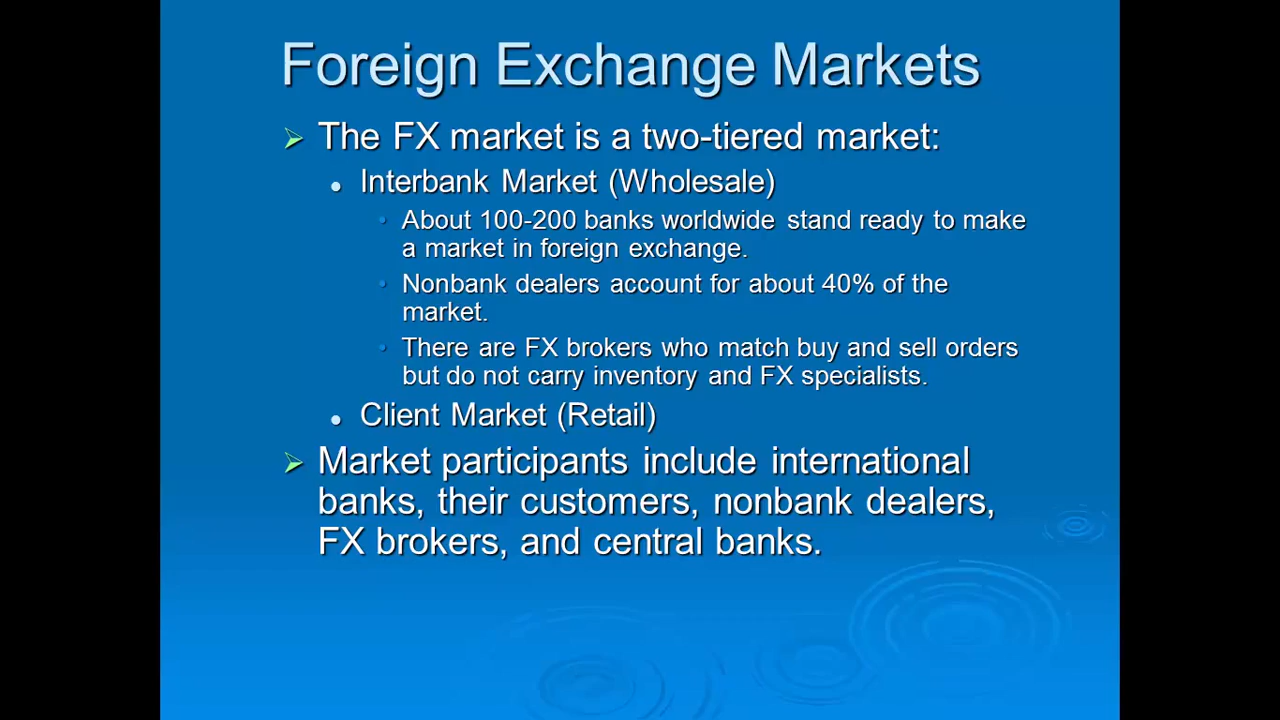 Foreign Exchange Markets
The FX market is a two-tiered market:
Interbank Market (Wholesale)
About 100-200 banks worldwide stand ready to make
a market in foreign exchange.
Nonbank dealers account for about 40% of the
market.
There are FX brokers who match buy and sell orders
but do not carry inventory and FX specialists.
Client Market (Retail)
Market participants include international
banks, their customers, nonbank dealers,
FX brokers, and central banks.